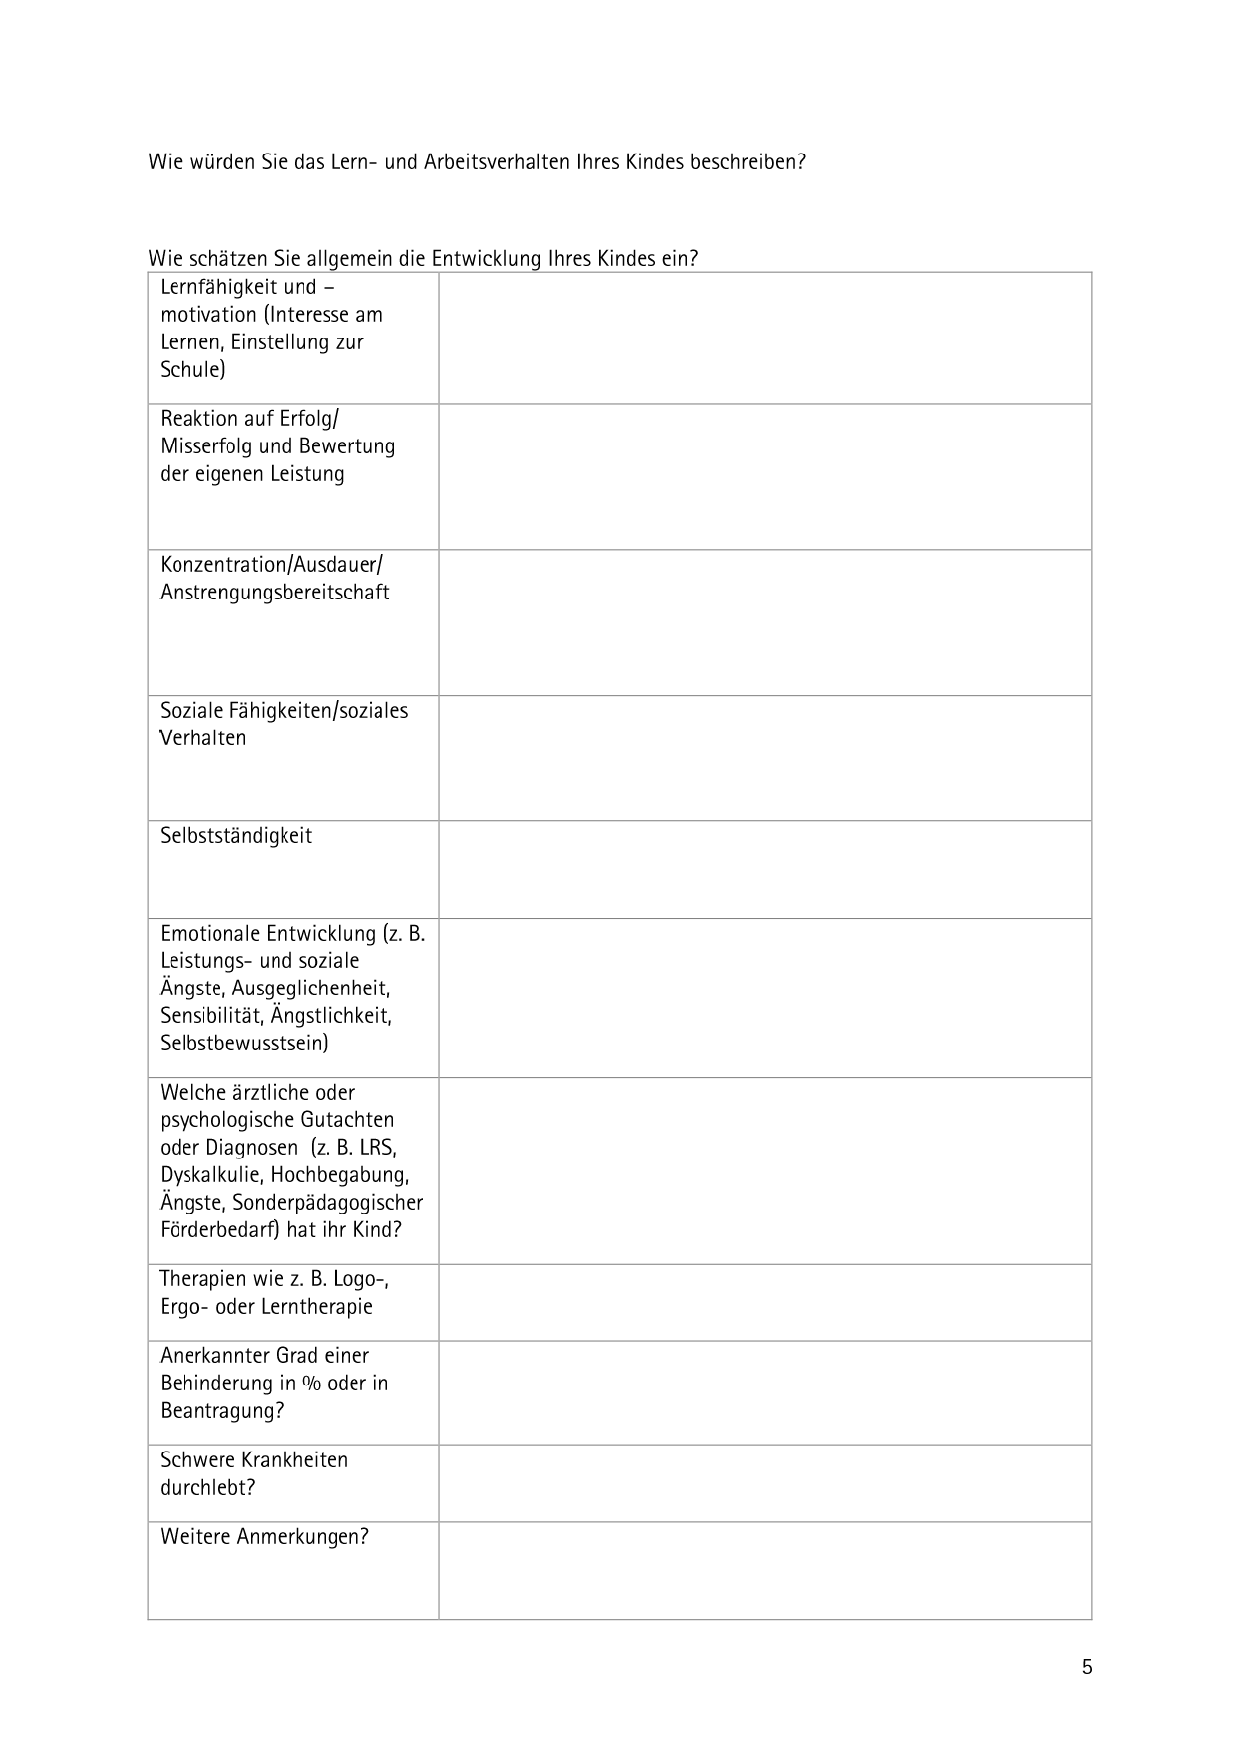 Wie würden Sie das Lern- und Arbeitsverhalten Ihres Kindes beschreiben?
Wie schätzen Sie allgemein die Entwicklung Ihres Kindes ein?
Lernfähigkeit und –
motivation (Interesse am
Lernen, Einstellung zur
Schule)
Reaktion auf Erfolg/
Misserfolg und Bewertung
der eigenen Leistung
Konzentration/Ausdauer/
Anstrengungsbereitschaft
Soziale Fähigkeiten/soziales
Verhalten
Selbstständigkeit
Emotionale Entwicklung (z. B.
Leistungs- und soziale
Ängste, Ausgeglichenheit,
Sensibilität, Ängstlichkeit,
Selbstbewusstsein)
Welche ärztliche oder
psychologische Gutachten
oder Diagnosen  (z. B. LRS,
Dyskalkulie, Hochbegabung,
Ängste, Sonderpädagogischer
Förderbedarf) hat ihr Kind?
Therapien wie z. B. Logo-,
Ergo- oder Lerntherapie
Anerkannter Grad einer
Behinderung in % oder in
Beantragung?
Schwere Krankheiten
durchlebt?
Weitere Anmerkungen?
5